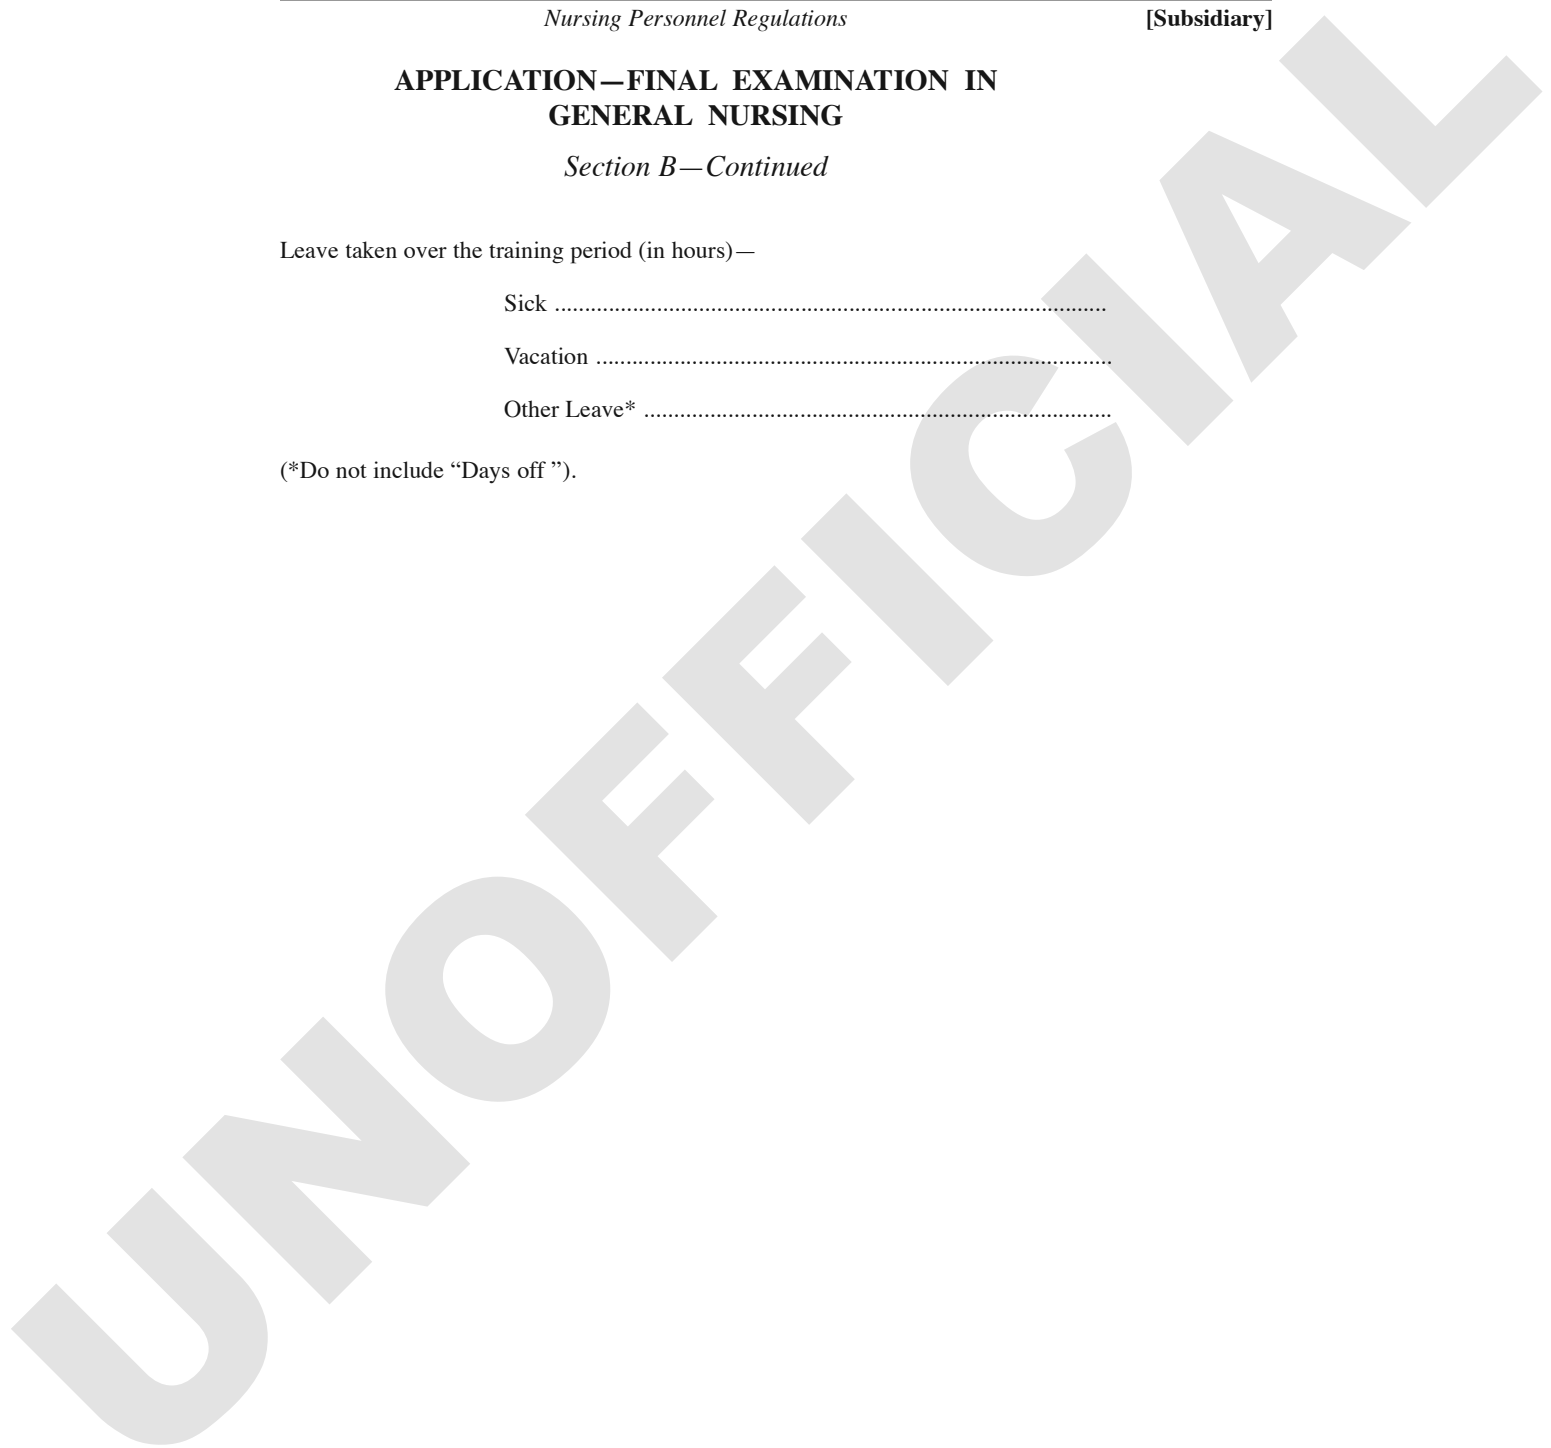 Nursing Personnel Regulations [Subsidiary]
APPLICATION—FINAL EXAMINATION IN
GENERAL NURSING
Section B—Continued
Leave taken over the training period (in hours)—
Sick ............................................................................................
Vacation ......................................................................................
Other Leave* ..............................................................................
(*Do not include “Days off ”).
UNOFFICIAL